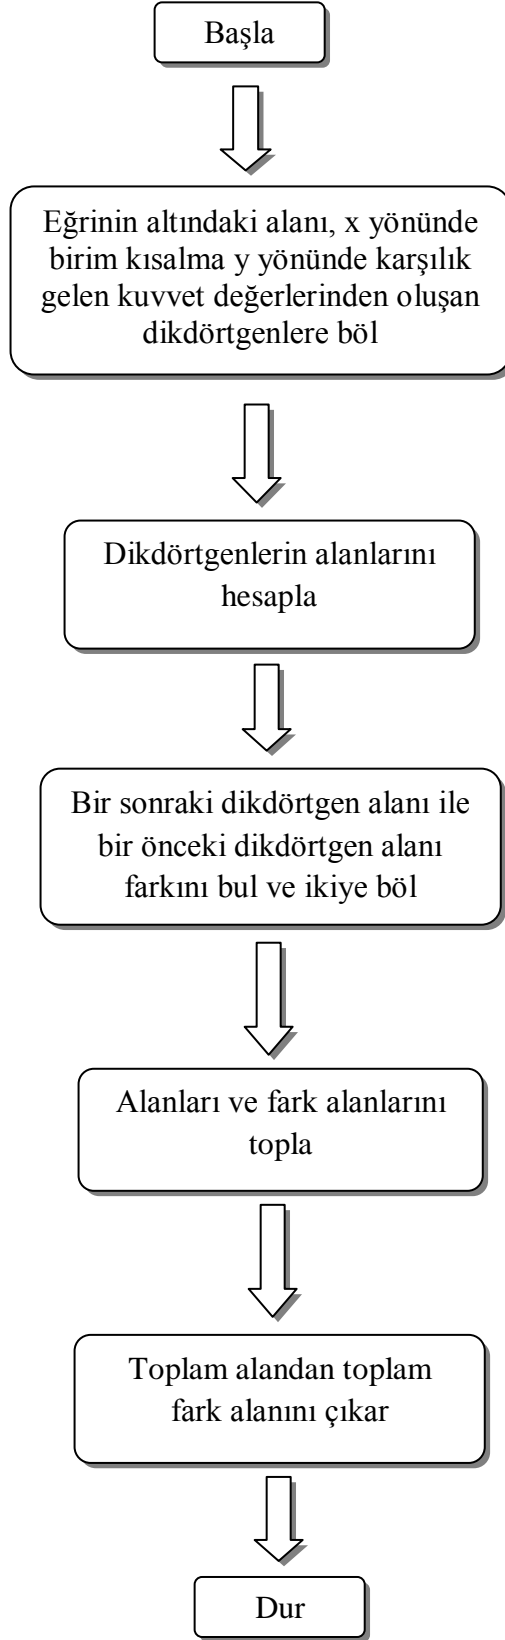 Başla
Eğrinin altındaki alanı, x yönünde
birim kısalma y yönünde karşılık
gelen kuvvet değerlerinden oluşan
dikdörtgenlere böl
Dikdörtgenlerin alanlarını
hesapla
Bir sonraki dikdörtgen alanı ile
bir önceki dikdörtgen alanı
farkını bul ve ikiye böl
Alanları ve fark alanlarını
topla
Toplam alandan toplam
fark alanını çıkar
Dur